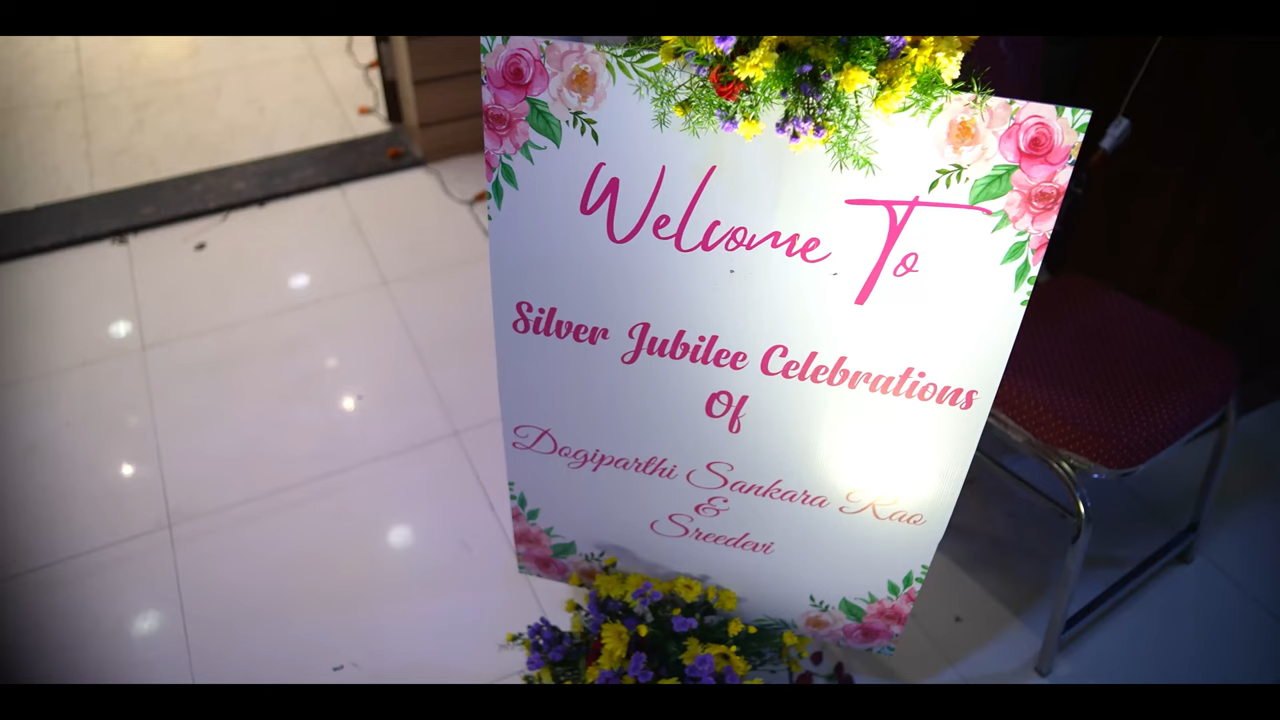 Welcome To
Silver Jubilee Celebrations
Of
Dogiparthi Sankara Rao
&
Sreedevi